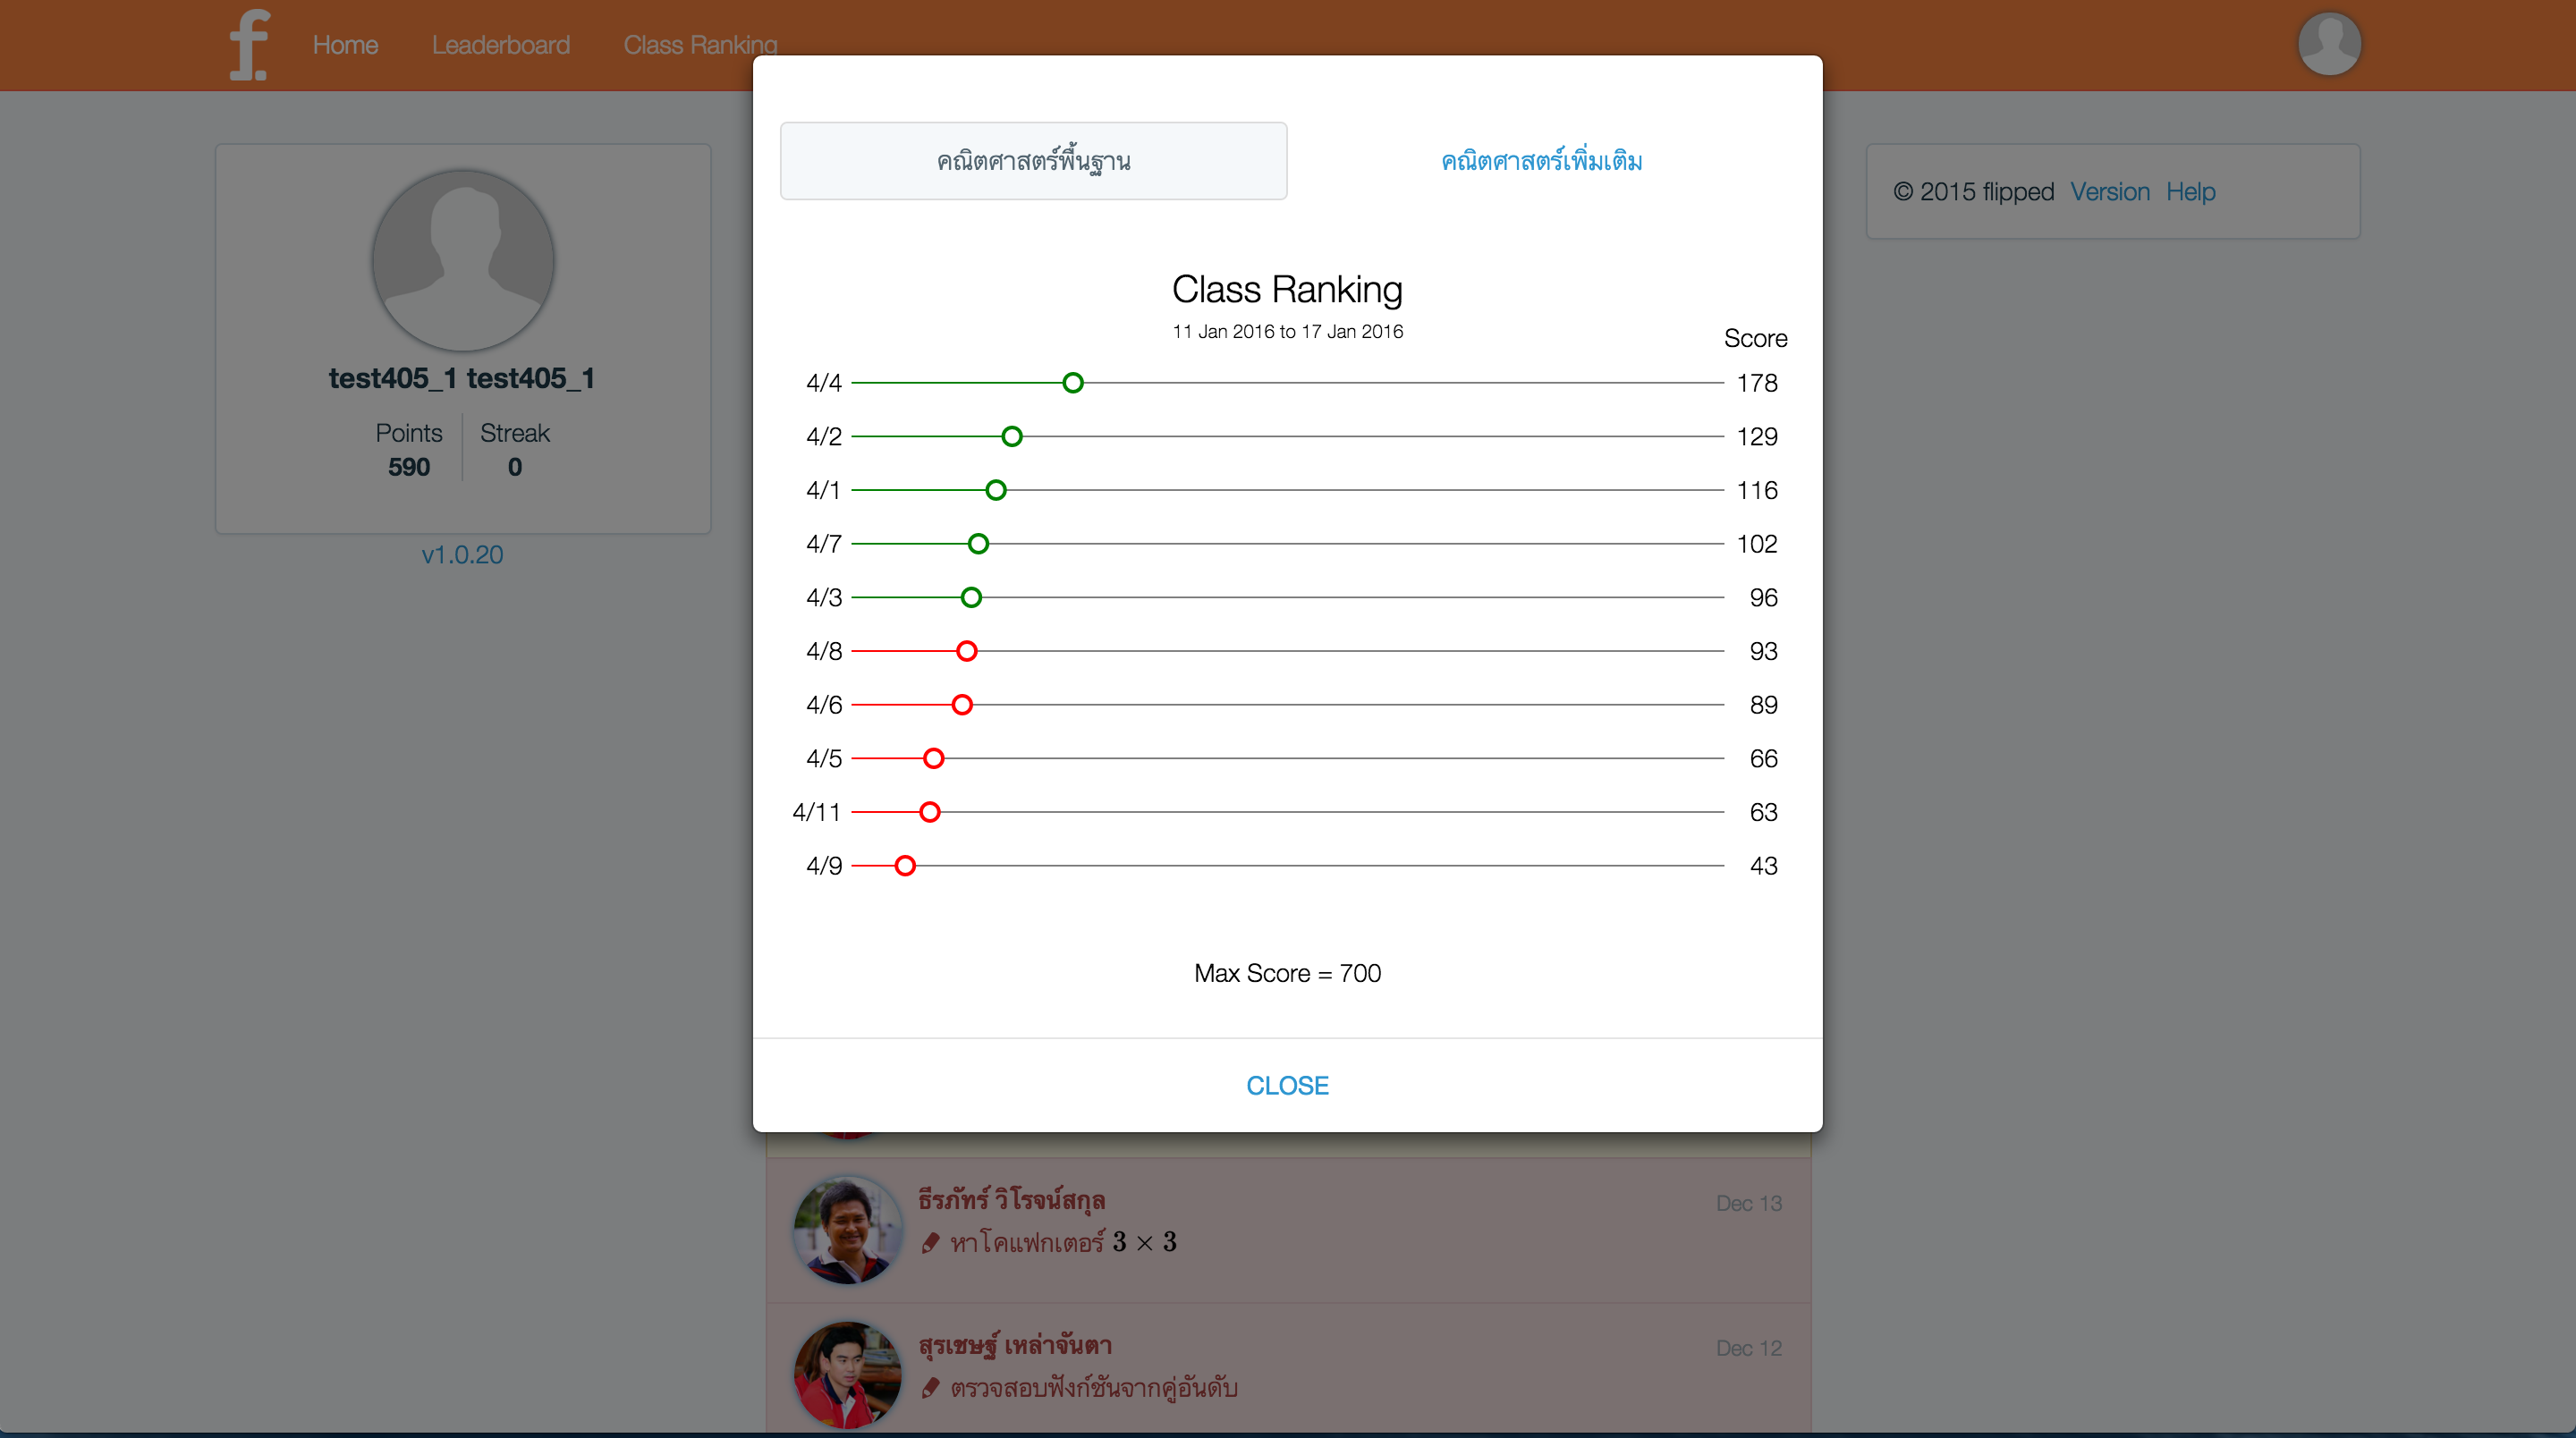 Home Leaderboard Class Ranking
คณิตศาสตร์พื้นฐาน คณิตศาสตร์เพิ่มเติม
© 2015 flipped Version Help
test405_1 test405_1
Points Streak
590 0
v1.0.20
Class Ranking
11 Jan 2016 to 17 Jan 2016
Score
4/4 178
4/2 129
4/1 116
4/7 102
4/3 96
4/8 93
4/6 89
4/5 66
4/11 63
4/9 43
Max Score = 700
CLOSE
ธีรภัทร์ วิโรจน์สกุล Dec 13
หาโคแฟกเตอร์ 3 × 3
สุรเชษฐ์ เหล่าจันตา Dec 12
ตรวจสอบฟังก์ชันจากคู่อันดับ